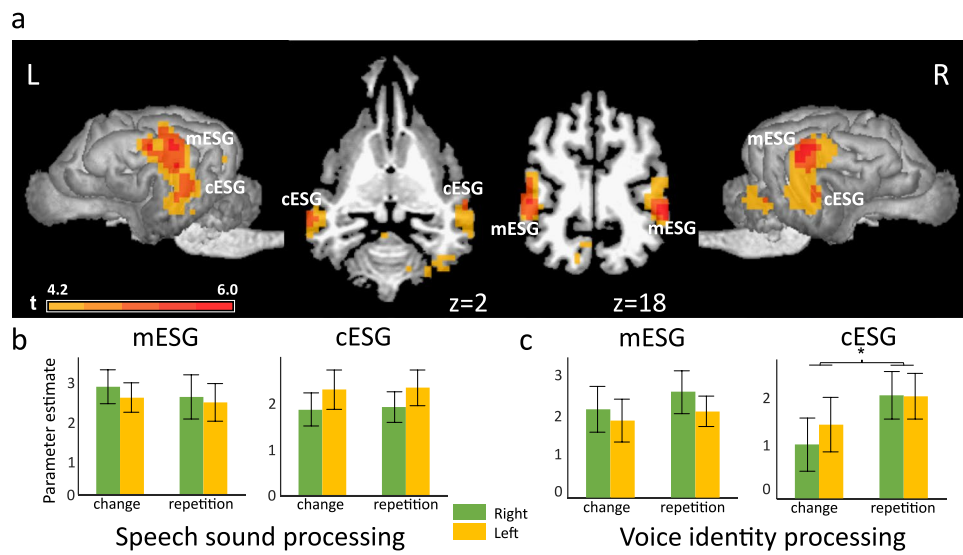 a
L
R
mESG
cESG
cESG
cESG
mESG
mESG
mESG
cESG
4.2
6.0
t
z=2
z=18
b
mESG
cESG
c
mESG
cESG
Parameter estimate
3
2
1
0
change
repetition
2
1
0
change
repetition
3
2
1
0
change
repetition
*
2
1
0
change
repetition
Right
Left
Speech sound processing
Voice identity processing